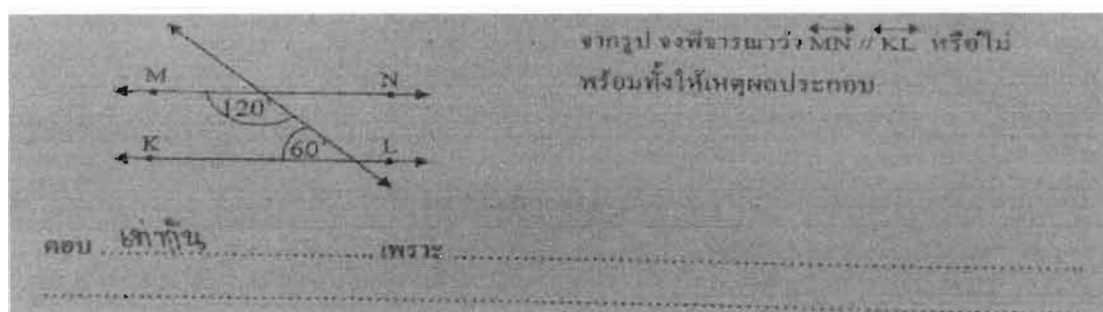 จากรูป จงพิจารณาว่า MN // KL หรือไม่
พร้อมทั้งให้เหตุผลประกอบ
M N
120°
K 60° L
ตอบ เท่ากัน เพราะ